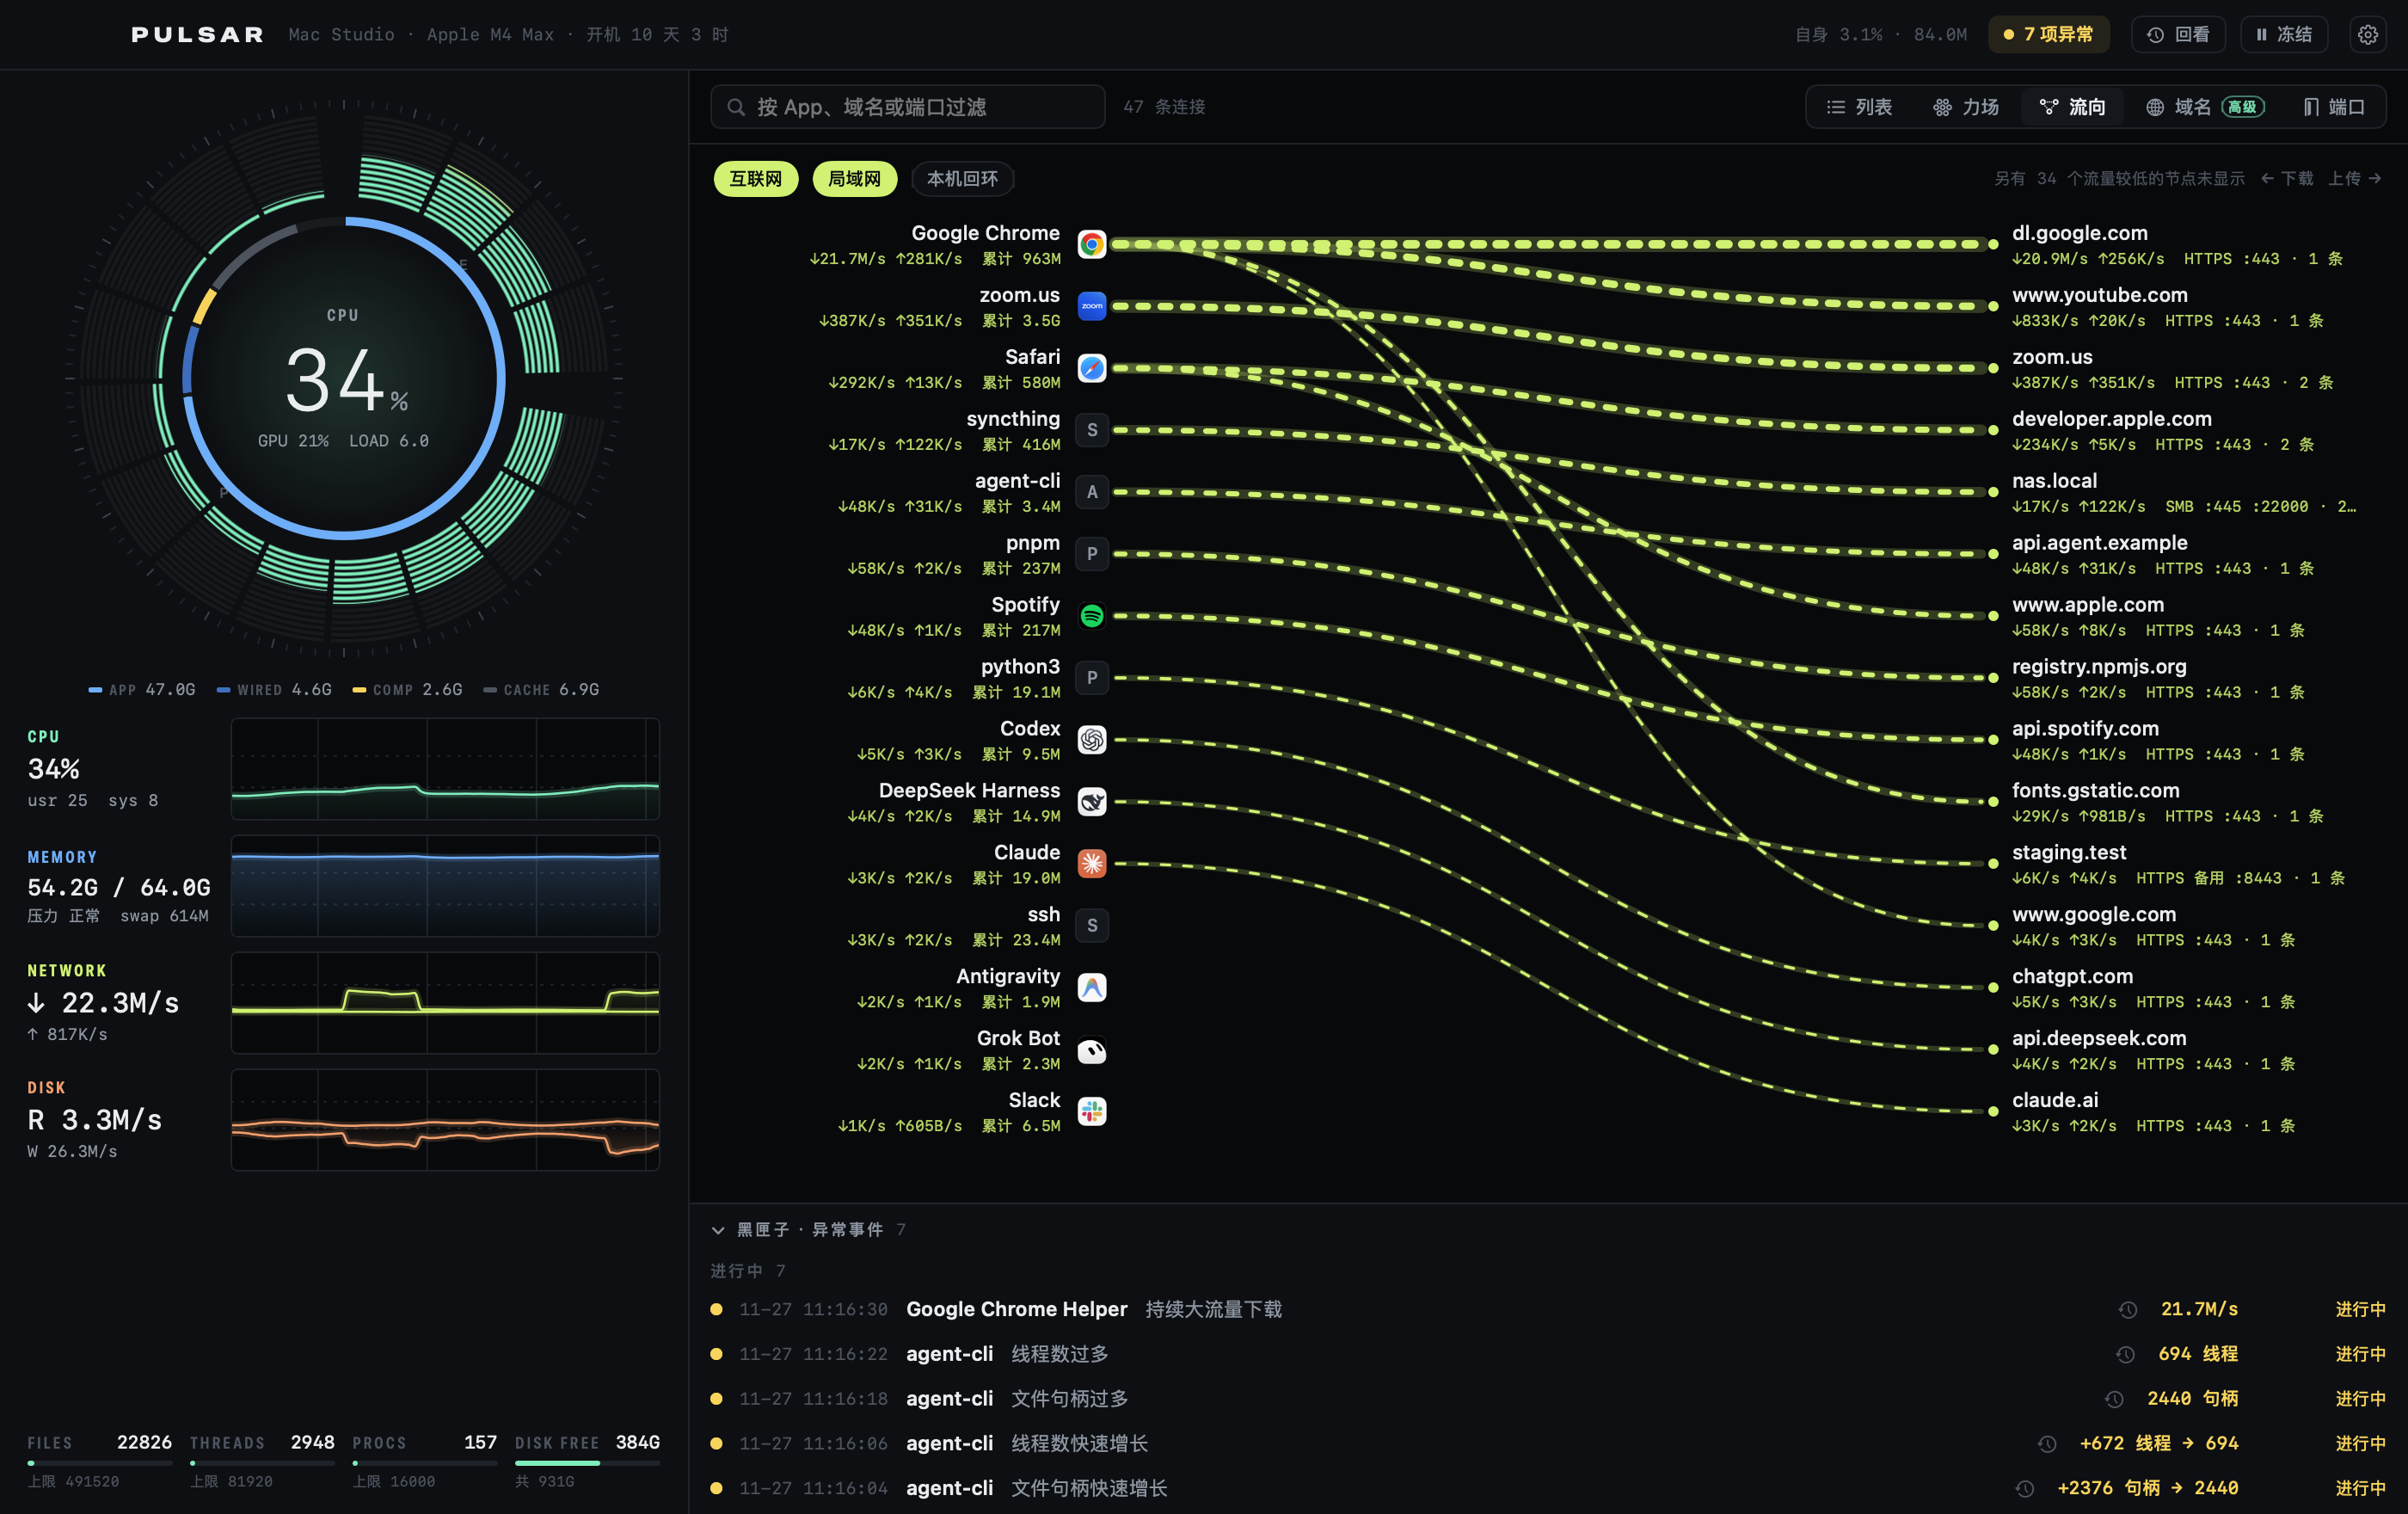 PULSAR Mac Studio · Apple M4 Max · 开机 10 天 3 时
自身 3.1% · 84.0M 7 项异常 回看 冻结
E
CPU
34%
GPU 21% LOAD 6.0
P
APP 47.0G WIRED 4.6G COMP 2.6G CACHE 6.9G
CPU
34%
usr 25 sys 8
MEMORY
54.2G / 64.0G
压力 正常 swap 614M
NETWORK
↓ 22.3M/s
↑ 817K/s
DISK
R 3.3M/s
W 26.3M/s
FILES 22826
上限 491520
THREADS 2948
上限 81920
PROCS 157
上限 16000
DISK FREE 384G
共 931G
按 App、域名或端口过滤 47 条连接
列表 力场 流向 域名 高级 端口
互联网 局域网 本机回环
另有 34 个流量较低的节点未显示 ← 下载 上传 →
Google Chrome
↓21.7M/s ↑281K/s 累计 963M
zoom.us
zoom
↓387K/s ↑351K/s 累计 3.5G
Safari
↓292K/s ↑13K/s 累计 580M
syncthing
S
↓17K/s ↑122K/s 累计 416M
agent-cli
A
↓48K/s ↑31K/s 累计 3.4M
pnpm
P
↓58K/s ↑2K/s 累计 237M
Spotify
↓48K/s ↑1K/s 累计 217M
python3
P
↓6K/s ↑4K/s 累计 19.1M
Codex
↓5K/s ↑3K/s 累计 9.5M
DeepSeek Harness
↓4K/s ↑2K/s 累计 14.9M
Claude
↓3K/s ↑2K/s 累计 19.0M
ssh
S
↓3K/s ↑2K/s 累计 23.4M
Antigravity
↓2K/s ↑1K/s 累计 1.9M
Grok Bot
↓2K/s ↑1K/s 累计 2.3M
Slack
↓1K/s ↑605B/s 累计 6.5M
dl.google.com
↓20.9M/s ↑256K/s HTTPS :443 · 1 条
www.youtube.com
↓833K/s ↑20K/s HTTPS :443 · 1 条
zoom.us
↓387K/s ↑351K/s HTTPS :443 · 2 条
developer.apple.com
↓234K/s ↑5K/s HTTPS :443 · 2 条
nas.local
↓17K/s ↑122K/s SMB :445 :22000 · 2…
api.agent.example
↓48K/s ↑31K/s HTTPS :443 · 1 条
www.apple.com
↓58K/s ↑8K/s HTTPS :443 · 1 条
registry.npmjs.org
↓58K/s ↑2K/s HTTPS :443 · 1 条
api.spotify.com
↓48K/s ↑1K/s HTTPS :443 · 1 条
fonts.gstatic.com
↓29K/s ↑981B/s HTTPS :443 · 1 条
staging.test
↓6K/s ↑4K/s HTTPS 备用 :8443 · 1 条
www.google.com
↓4K/s ↑3K/s HTTPS :443 · 1 条
chatgpt.com
↓5K/s ↑3K/s HTTPS :443 · 1 条
api.deepseek.com
↓4K/s ↑2K/s HTTPS :443 · 1 条
claude.ai
↓3K/s ↑2K/s HTTPS :443 · 1 条
黑匣子 · 异常事件 7
进行中 7
11-27 11:16:30 Google Chrome Helper 持续大流量下载 21.7M/s 进行中
11-27 11:16:22 agent-cli 线程数过多 694 线程 进行中
11-27 11:16:18 agent-cli 文件句柄过多 2440 句柄 进行中
11-27 11:16:06 agent-cli 线程数快速增长 +672 线程 → 694 进行中
11-27 11:16:04 agent-cli 文件句柄快速增长 +2376 句柄 → 2440 进行中